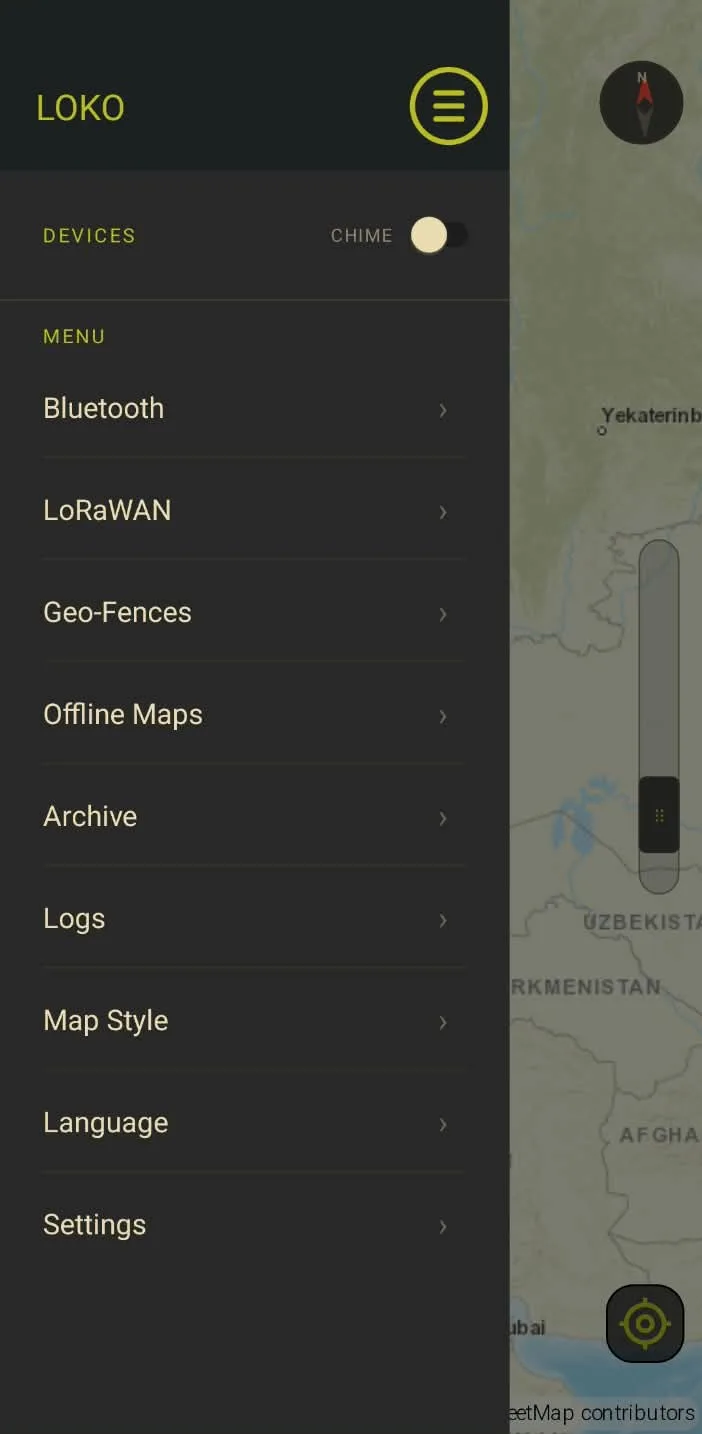 LOKO
N
DEVICES
CHIME
MENU
Bluetooth
LoRaWAN
Geo-Fences
Offline Maps
Archive
Logs
Map Style
Language
Settings
Yekaterinb
UZBEKISTA
RKMENISTAN
AFGHA
ubai
eetMap contributors